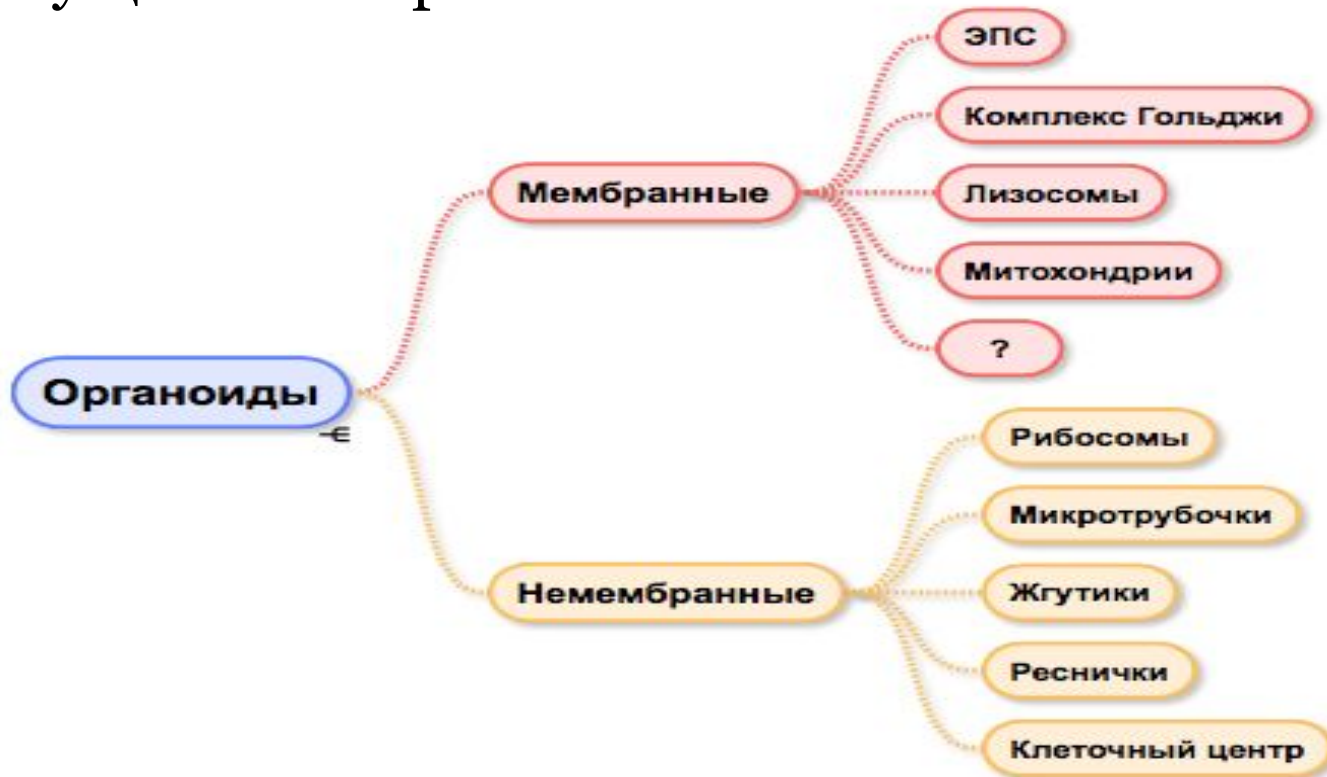 ЭПС
Комплекс Гольджи
Мембранные
Лизосомы
Митохондрии
?
Органоиды
Рибосомы
Микротрубочки
Немембранные
Жгутики
Реснички
Клеточный центр